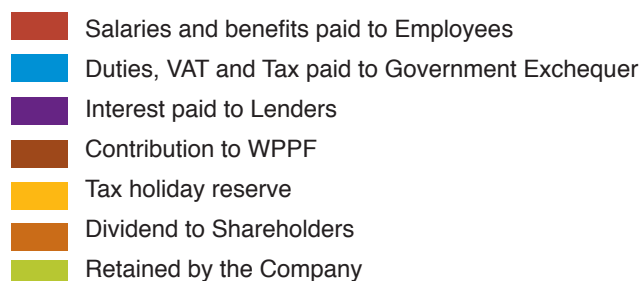 Salaries and benefits paid to Employees
Duties, VAT and Tax paid to Government Exchequer
Interest paid to Lenders
Contribution to WPPF
Tax holiday reserve
Dividend to Shareholders
Retained by the Company